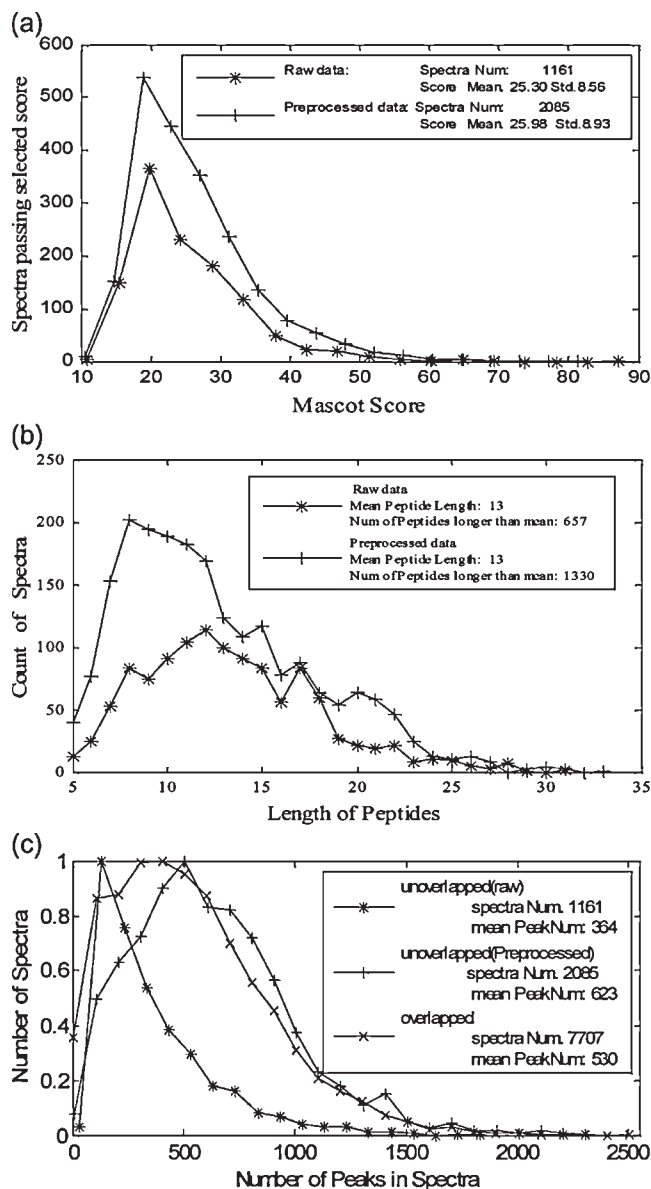 (a)
600
500
400
300
200
100
0
Spectra passing selected score
Raw data: Spectra Num: 1161
Score Mean. 25.30 Std.8.56
Preprocessed data: Spectra Num: 2085
Score Mean. 25.98 Std.8.93
10 20 30 40 50 60 70 80 90
Mascot Score
(b)
250
200
150
100
50
0
Count of Spectra
Raw data
Mean Peptide Length: 13
Num of Peptides longer than mean: 657
Preprocessed data
Mean Peptide Length: 13
Num of Peptides longer than mean: 1330
5 10 15 20 25 30 35
Length of Peptides
(c)
1
0.8
0.6
0.4
0.2
0
Number of Spectra
unoverlapped(raw)
spectra Num. 1161
mean PeakNum: 364
unoverlapped(Preprocessed)
spectra Num. 2085
mean PeakNum: 623
overlapped:
spectra Num. 7707
mean PeakNum: 530
0 500 1000 1500 2000 2500
Number of Peaks in Spectra